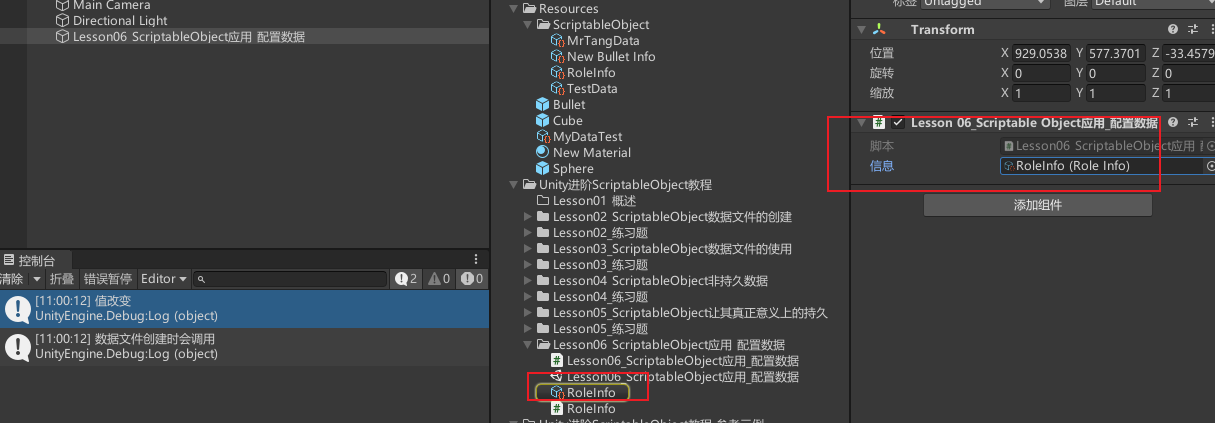 Main Camera
Directional Light
Lesson06 ScriptableObject应用 配置数据
控制台
清除
折叠
错误暂停
Editor
2
0
0
[11:00:12] 值改变
UnityEngine.Debug:Log (object)
[11:00:12] 数据文件创建时会调用
UnityEngine.Debug:Log (object)
Resources
ScriptableObject
MrTangData
New Bullet Info
RoleInfo
TestData
Bullet
Cube
MyDataTest
New Material
Sphere
Unity进阶ScriptableObject教程
Lesson01 概述
Lesson02 ScriptableObject数据文件的创建
Lesson02_练习题
Lesson03_ScriptableObject数据文件的使用
Lesson03_练习题
Lesson04 ScriptableObject非持久数据
Lesson04_练习题
Lesson05_ScriptableObject让其真正意义上的持久
Lesson05_练习题
Lesson06 ScriptableObject应用 配置数据
Lesson06_ScriptableObject应用_配置数据
Lesson06 ScriptableObject应用_配置数据
RoleInfo
RoleInfo
标签 Untagged 图层 Default
Transform
位置 X 929.0538 Y 577.3701 Z -33.4579
旋转 X 0 Y 0 Z 0
缩放 X 1 Y 1 Z 1
Lesson 06_Scriptable Object应用_配置数据
脚本 Lesson06 ScriptableObject应用
信息 RoleInfo (Role Info)
添加组件